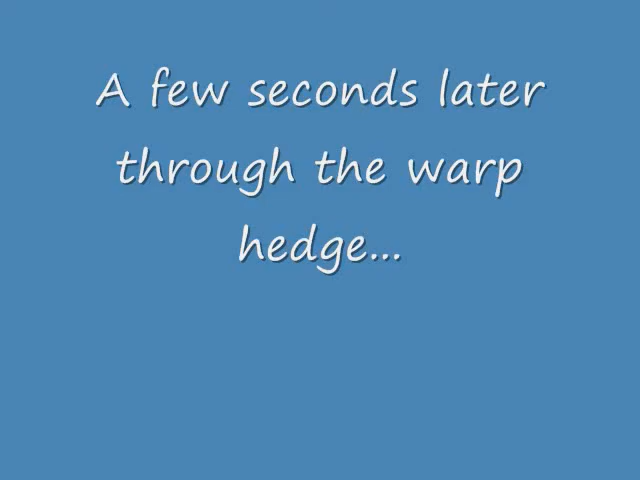 A few seconds later
through the warp
hedge...